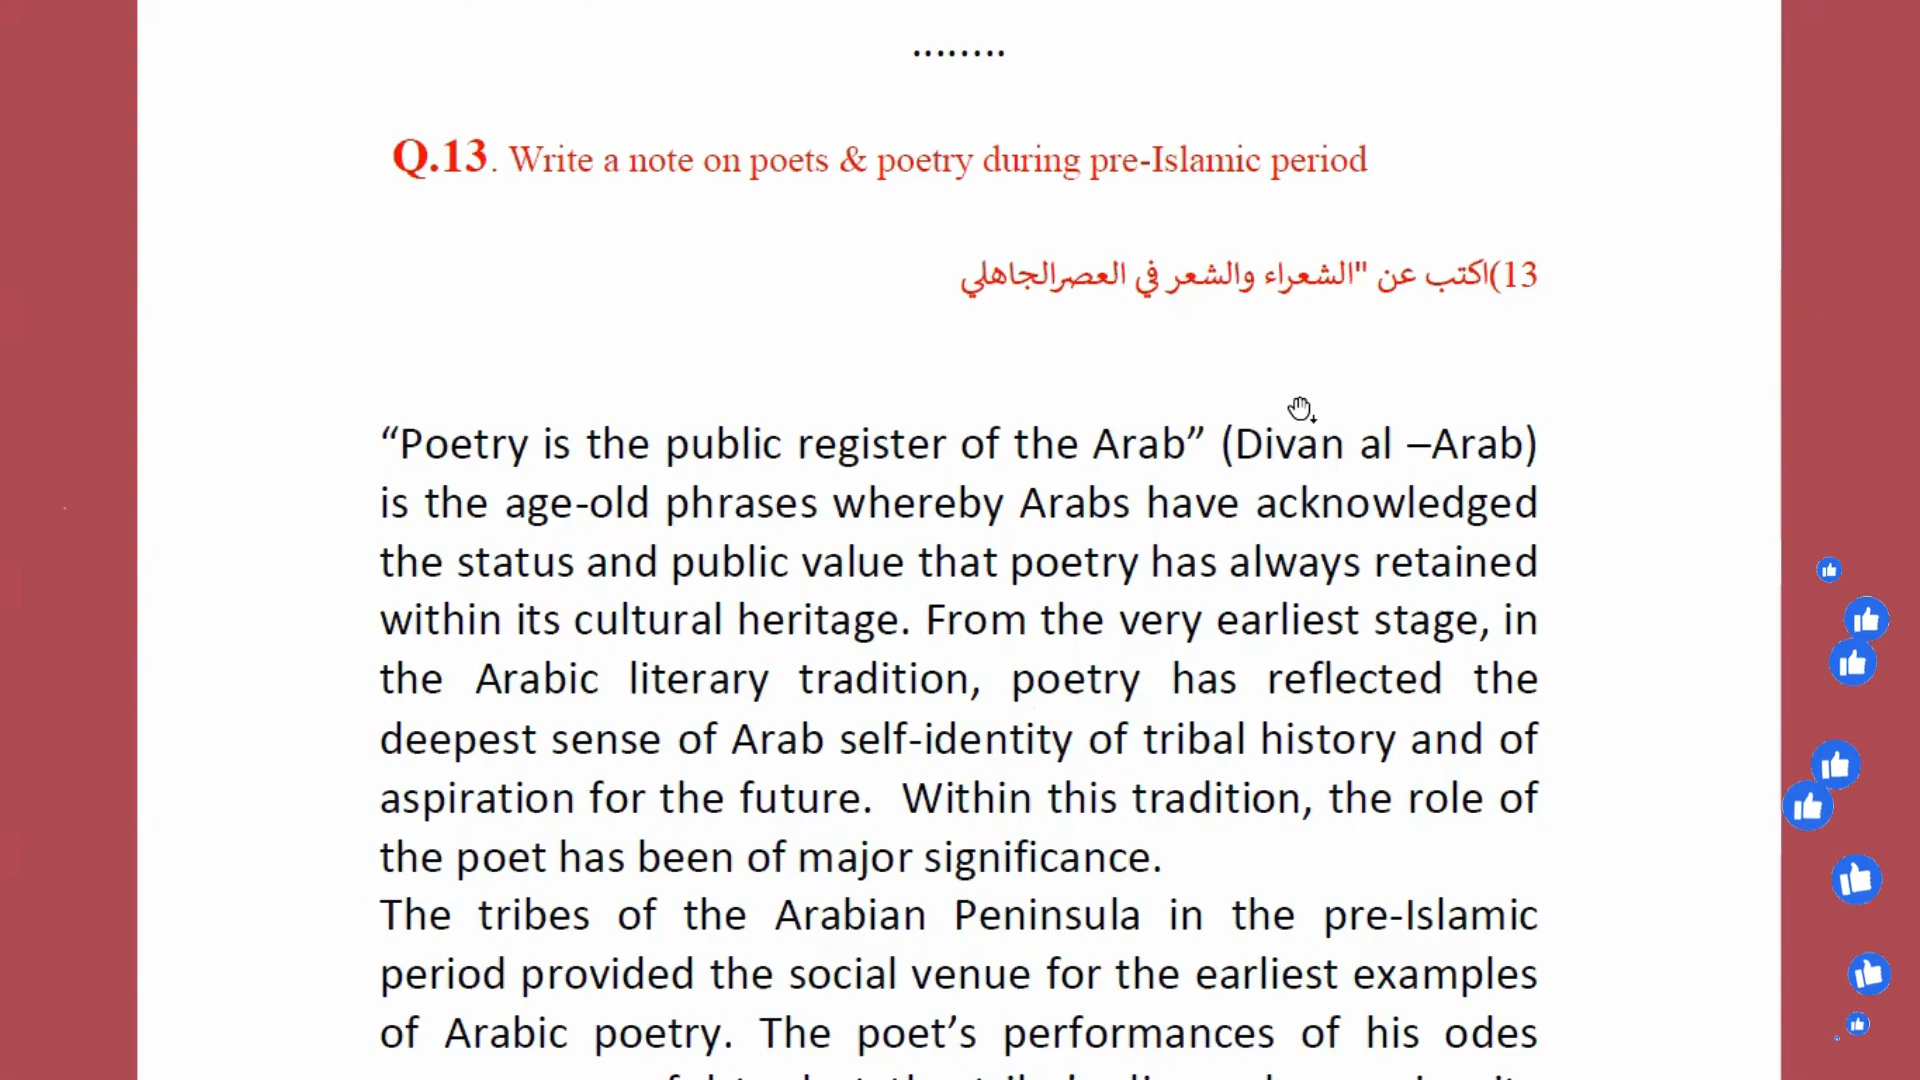 ........
Q.13. Write a note on poets & poetry during pre-Islamic period
13)اكتب عن "الشعراء والشعر في العصرالجاهلي
“Poetry is the public register of the Arab” (Divan al –Arab)
is the age-old phrases whereby Arabs have acknowledged
the status and public value that poetry has always retained
within its cultural heritage. From the very earliest stage, in
the Arabic literary tradition, poetry has reflected the
deepest sense of Arab self-identity of tribal history and of
aspiration for the future.  Within this tradition, the role of
the poet has been of major significance.
The tribes of the Arabian Peninsula in the pre-Islamic
period provided the social venue for the earliest examples
of Arabic poetry. The poet’s performances of his odes